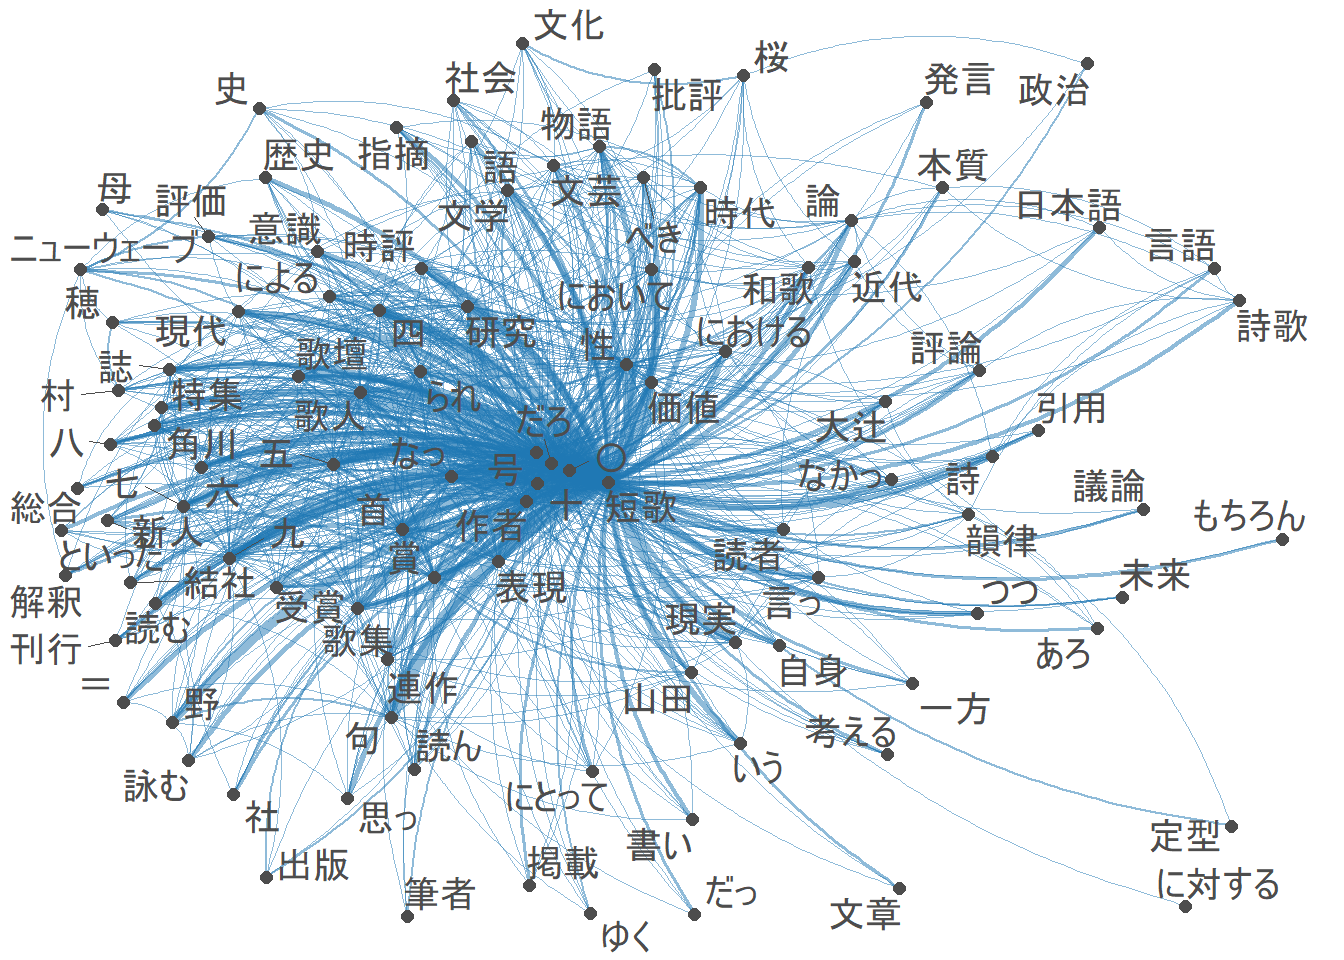 文化
桜
社会
史
批評
発言
政治
物語
歴史
指摘
語
文芸
本質
母
評価
文学
時代
論
日本語
意識
時評
べき
言語
ニューウェーブ
による
において
和歌
近代
穂
現代
四
研究
性
における
詩歌
歌壇
評論
誌
村
特集
られ
価値
引用
歌人
だろ
大辻
八
角川
五
なっ
号
〇
なかっ
詩
議論
七
六
総合
首
十
短歌
もちろん
新人
九
作者
韻律
といった
賞
読者
解釈
結社
表現
未来
受賞
言っ
つつ
読む
歌集
現実
刊行
あろ
自身
=
連作
山田
野
一方
句
読ん
考える
いう
詠む
にとって
社
思っ
書い
定型
出版
掲載
に対する
筆者
だっ
文章
ゆく